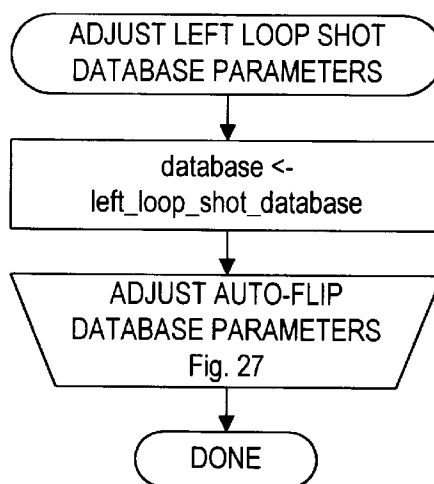 ADJUST LEFT LOOP SHOT
DATABASE PARAMETERS
database <-
left_loop_shot_database
ADJUST AUTO-FLIP
DATABASE PARAMETERS
Fig. 27
DONE